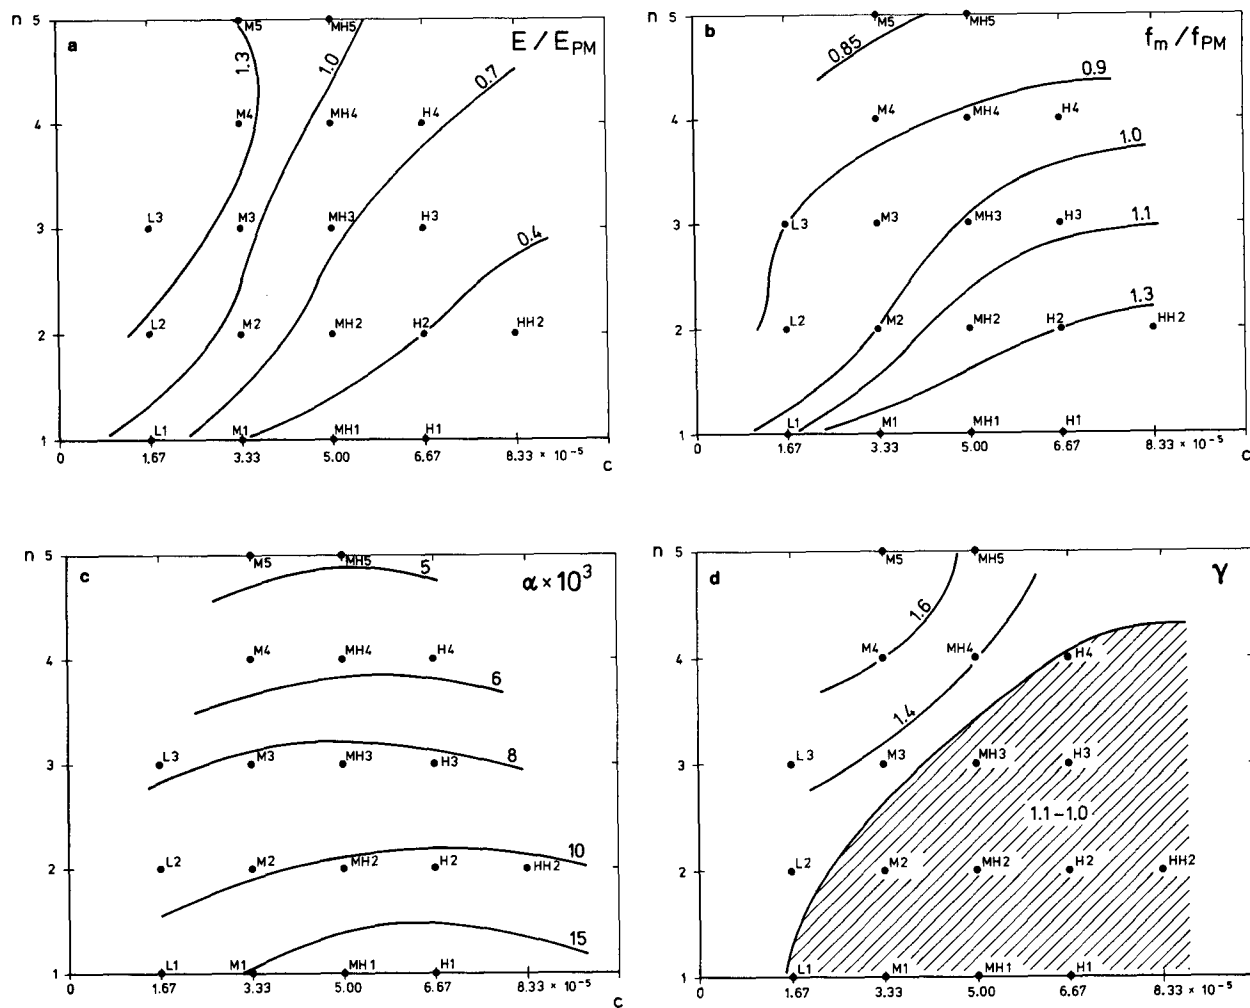 n 5 M5 MH5
a E / E_PM
1.3 1.0 0.7
4 M4 MH4 H4
3 L3 M3 MH3 H3
0.4
2 L2 M2 MH2 H2 HH2
1 L1 M1 MH1 H1
0 1.67 3.33 5.00 6.67 8.33 × 10⁻⁵
c
n 5 M5 MH5
b 0.85 f_m / f_PM
0.9
4 M4 MH4 H4
1.0
3 L3 M3 MH3 H3 1.1
1.3
2 L2 M2 MH2 H2 HH2
1 L1 M1 MH1 H1
0 1.67 3.33 5.00 6.67 8.33 × 10⁻⁵
c
n 5 M5 MH5
c 5 α × 10³
4 M4 MH4 H4
6
3 L3 M3 MH3 H3 8
10
2 L2 M2 MH2 H2 HH2
15
1 L1 M1 MH1 H1
0 1.67 3.33 5.00 6.67 8.33 × 10⁻⁵
c
n 5 M5 MH5
d γ
1.6
4 M4 MH4 H4
1.4
3 L3 M3 MH3 H3
1.1–1.0
2 L2 M2 MH2 H2 HH2
1 L1 M1 MH1 H1
0 1.67 3.33 5.00 6.67 8.33 × 10⁻⁵
c